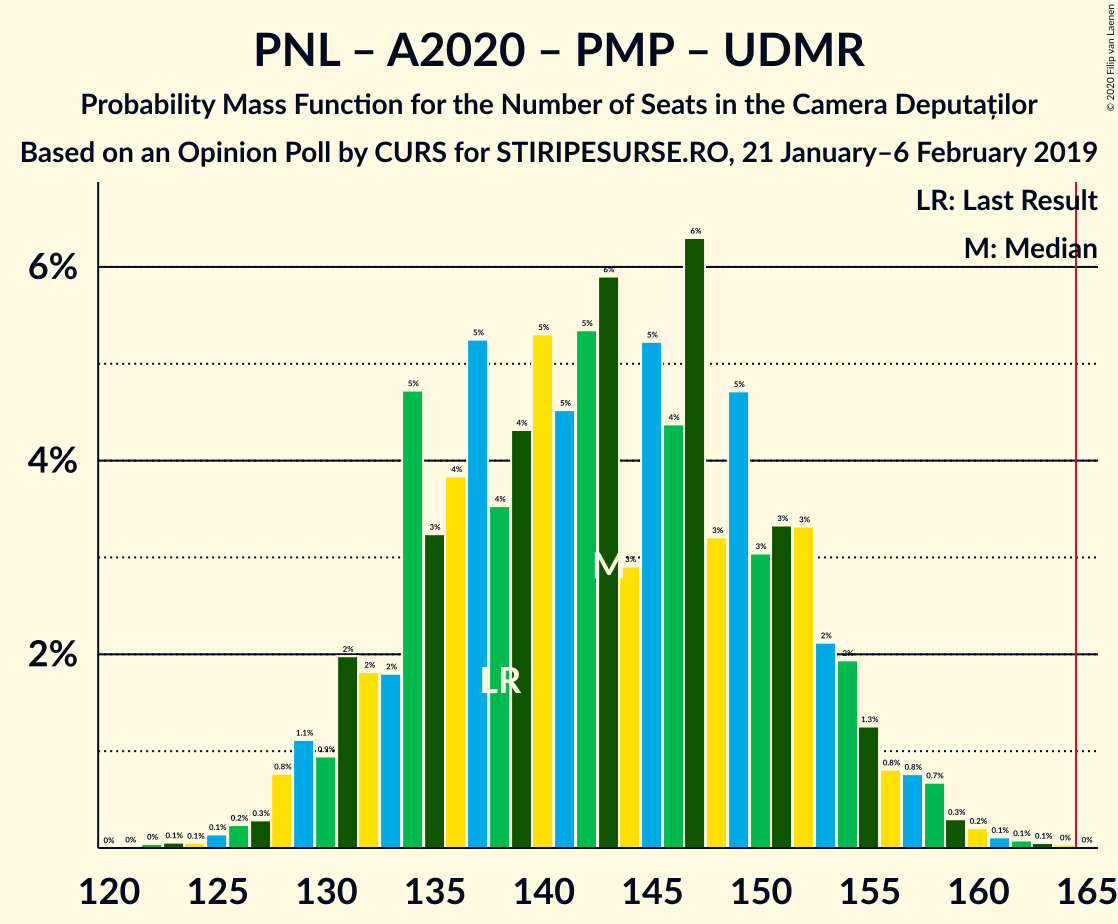 PNL – A2020 – PMP – UDMR
Probability Mass Function for the Number of Seats in the Camera Deputaților
Based on an Opinion Poll by CURS for STIRIPESURSE.RO, 21 January–6 February 2019
© 2020 Filip van Laenen
LR: Last Result
M: Median
6%
4%
2%
0% 0% 0% 0.1% 0.1% 0.1% 0.2% 0.3% 0.8% 1.1% 0.9% 2% 2% 2% 5% 3% 4% 5% 4% 4% 5% 5% 5% 6% 3% 5% 4% 6% 3% 5% 3% 3% 3% 2% 2% 1.3% 0.8% 0.8% 0.7% 0.3% 0.2% 0.1% 0.1% 0.1% 0% 0%
M
LR
120 125 130 135 140 145 150 155 160 165